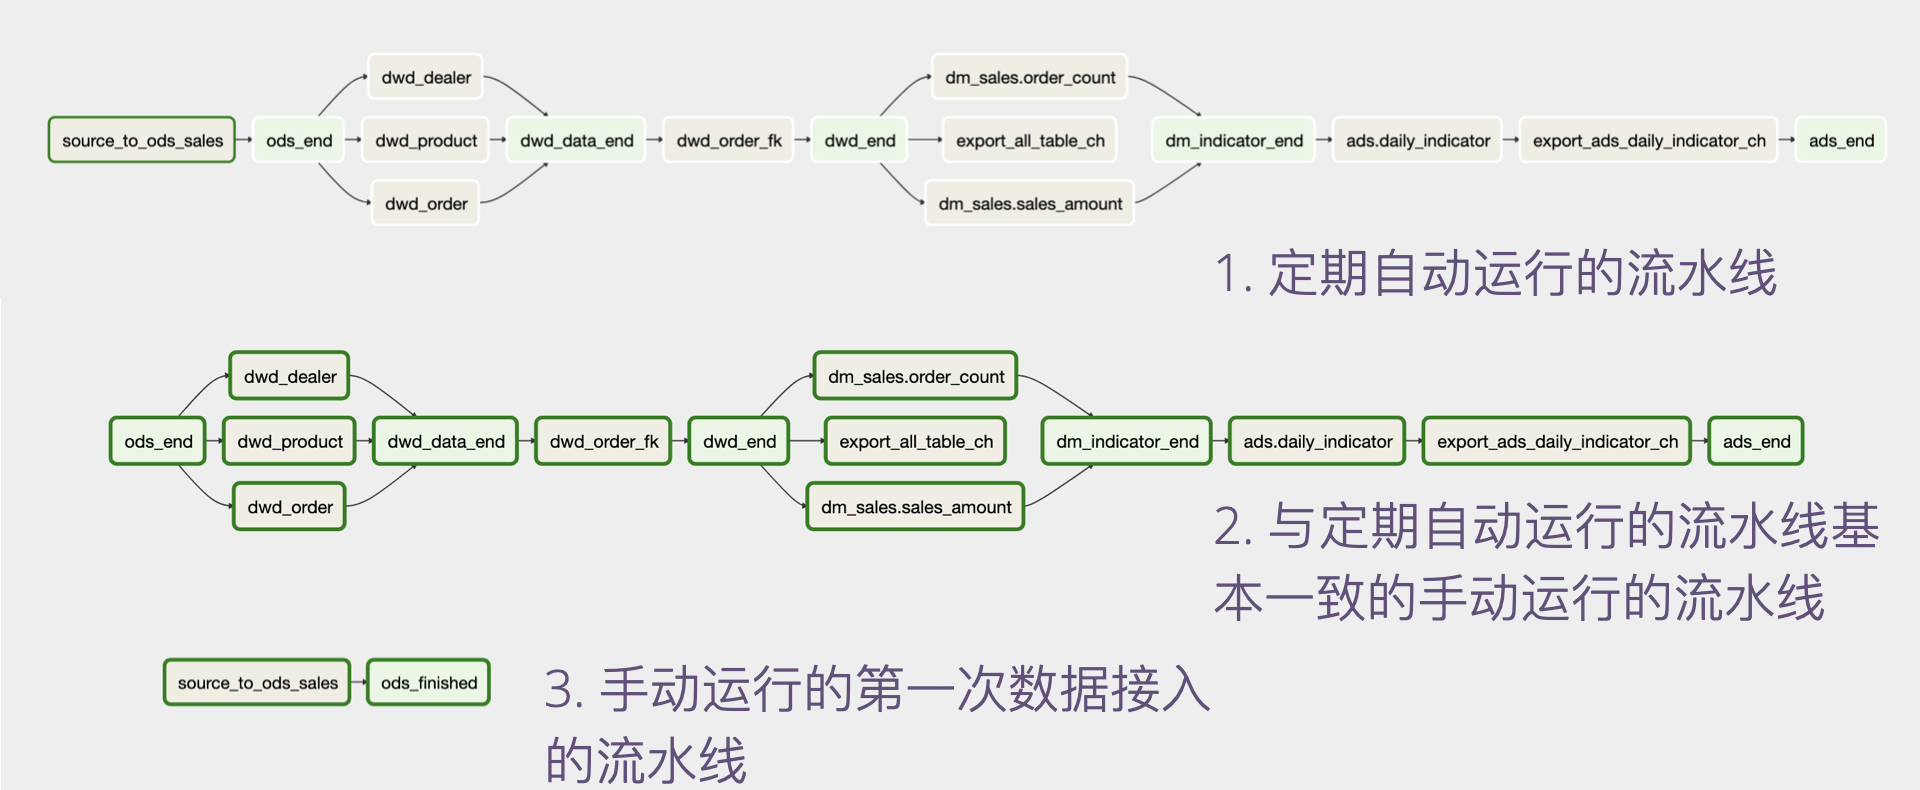 dwd_dealer
dm_sales.order_count
source_to_ods_sales
ods_end
dwd_product
dwd_data_end
dwd_order_fk
dwd_end
export_all_table_ch
dm_indicator_end
ads.daily_indicator
export_ads_daily_indicator_ch
ads_end
dwd_order
dm_sales.sales_amount
1. 定期自动运行的流水线
dwd_dealer
dm_sales.order_count
ods_end
dwd_product
dwd_data_end
dwd_order_fk
dwd_end
export_all_table_ch
dm_indicator_end
ads.daily_indicator
export_ads_daily_indicator_ch
ads_end
dwd_order
dm_sales.sales_amount
2. 与定期自动运行的流水线基
本一致的手动运行的流水线
source_to_ods_sales
ods_finished
3. 手动运行的第一次数据接入
的流水线